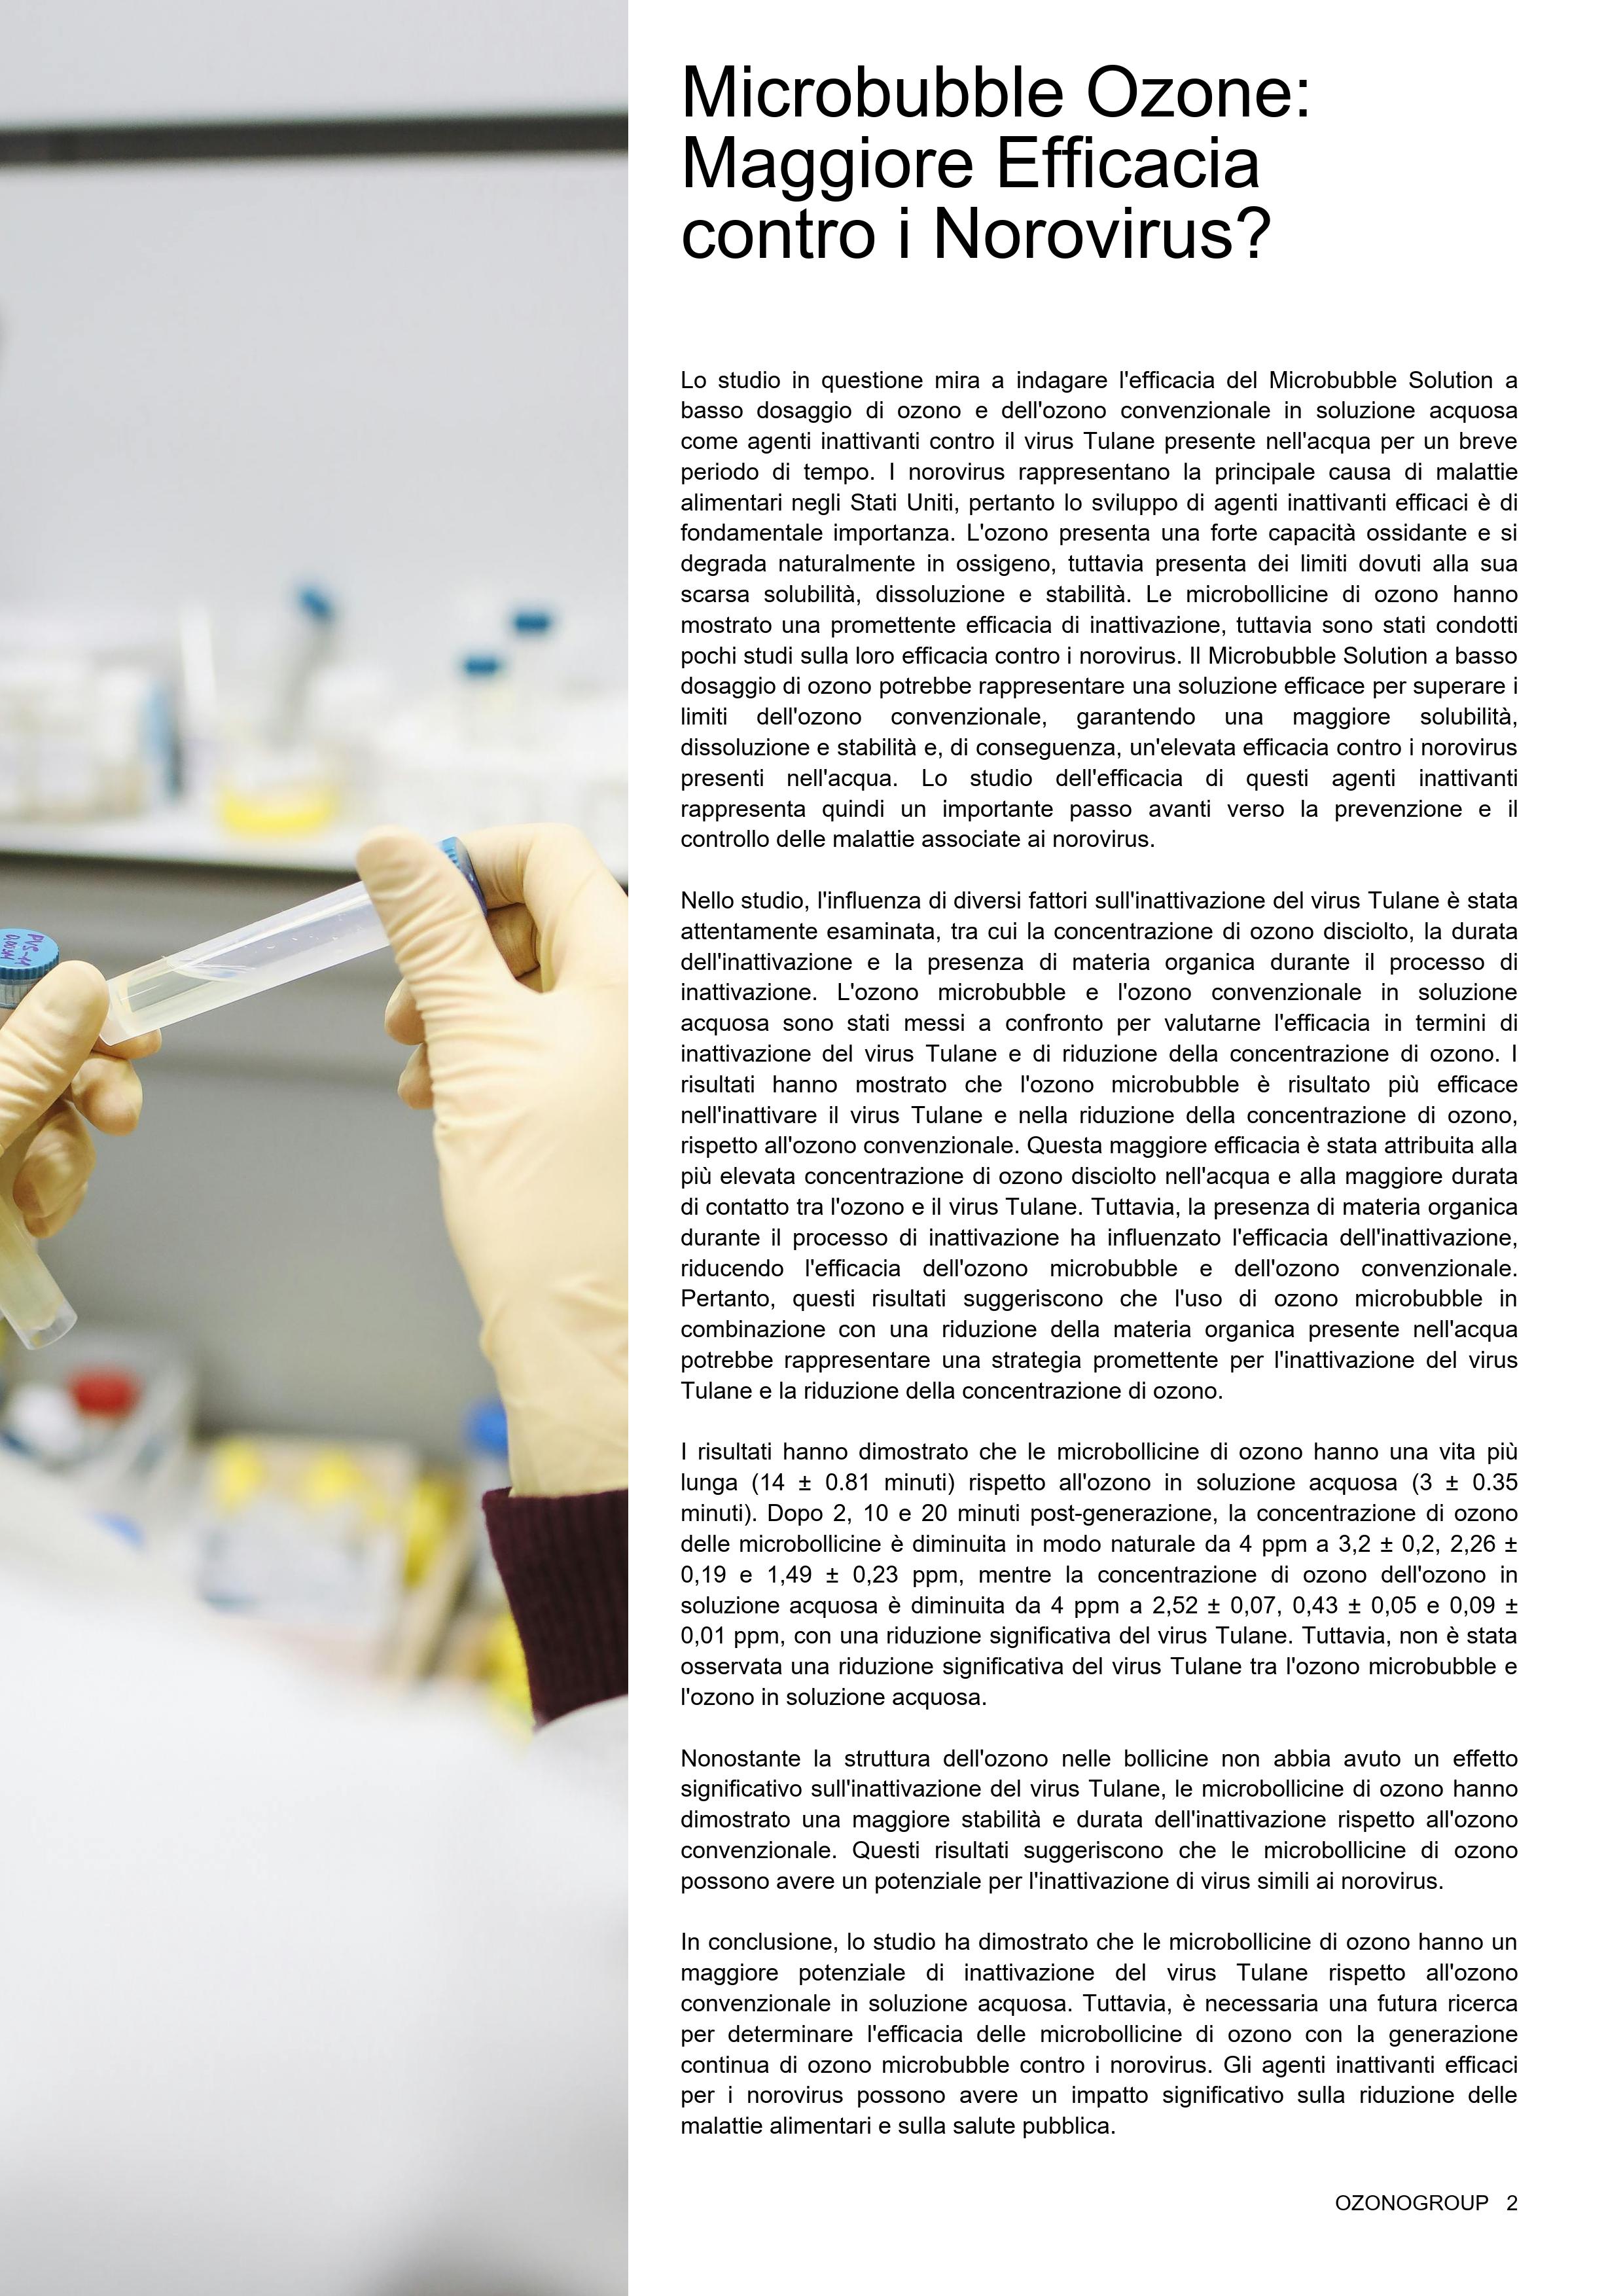 Microbubble Ozone:
Maggiore Efficacia
contro i Norovirus?
Lo studio in questione mira a indagare l'efficacia del Microbubble Solution a
basso dosaggio di ozono e dell'ozono convenzionale in soluzione acquosa
come agenti inattivanti contro il virus Tulane presente nell'acqua per un breve
periodo di tempo. I norovirus rappresentano la principale causa di malattie
alimentari negli Stati Uniti, pertanto lo sviluppo di agenti inattivanti efficaci è di
fondamentale importanza. L'ozono presenta una forte capacità ossidante e si
degrada naturalmente in ossigeno, tuttavia presenta dei limiti dovuti alla sua
scarsa solubilità, dissoluzione e stabilità. Le microbollicine di ozono hanno
mostrato una promettente efficacia di inattivazione, tuttavia sono stati condotti
pochi studi sulla loro efficacia contro i norovirus. Il Microbubble Solution a basso
dosaggio di ozono potrebbe rappresentare una soluzione efficace per superare i
limiti dell'ozono convenzionale, garantendo una maggiore solubilità,
dissoluzione e stabilità e, di conseguenza, un'elevata efficacia contro i norovirus
presenti nell'acqua. Lo studio dell'efficacia di questi agenti inattivanti
rappresenta quindi un importante passo avanti verso la prevenzione e il
controllo delle malattie associate ai norovirus.
Nello studio, l'influenza di diversi fattori sull'inattivazione del virus Tulane è stata
attentamente esaminata, tra cui la concentrazione di ozono disciolto, la durata
dell'inattivazione e la presenza di materia organica durante il processo di
inattivazione. L'ozono microbubble e l'ozono convenzionale in soluzione
acquosa sono stati messi a confronto per valutarne l'efficacia in termini di
inattivazione del virus Tulane e di riduzione della concentrazione di ozono. I
risultati hanno mostrato che l'ozono microbubble è risultato più efficace
nell'inattivare il virus Tulane e nella riduzione della concentrazione di ozono,
rispetto all'ozono convenzionale. Questa maggiore efficacia è stata attribuita alla
più elevata concentrazione di ozono disciolto nell'acqua e alla maggiore durata
di contatto tra l'ozono e il virus Tulane. Tuttavia, la presenza di materia organica
durante il processo di inattivazione ha influenzato l'efficacia dell'inattivazione,
riducendo l'efficacia dell'ozono microbubble e dell'ozono convenzionale.
Pertanto, questi risultati suggeriscono che l'uso di ozono microbubble in
combinazione con una riduzione della materia organica presente nell'acqua
potrebbe rappresentare una strategia promettente per l'inattivazione del virus
Tulane e la riduzione della concentrazione di ozono.
I risultati hanno dimostrato che le microbollicine di ozono hanno una vita più
lunga (14 ± 0.81 minuti) rispetto all'ozono in soluzione acquosa (3 ± 0.35
minuti). Dopo 2, 10 e 20 minuti post-generazione, la concentrazione di ozono
delle microbollicine è diminuita in modo naturale da 4 ppm a 3,2 ± 0,2, 2,26 ±
0,19 e 1,49 ± 0,23 ppm, mentre la concentrazione di ozono dell'ozono in
soluzione acquosa è diminuita da 4 ppm a 2,52 ± 0,07, 0,43 ± 0,05 e 0,09 ±
0,01 ppm, con una riduzione significativa del virus Tulane. Tuttavia, non è stata
osservata una riduzione significativa del virus Tulane tra l'ozono microbubble e
l'ozono in soluzione acquosa.
Nonostante la struttura dell'ozono nelle bollicine non abbia avuto un effetto
significativo sull'inattivazione del virus Tulane, le microbollicine di ozono hanno
dimostrato una maggiore stabilità e durata dell'inattivazione rispetto all'ozono
convenzionale. Questi risultati suggeriscono che le microbollicine di ozono
possono avere un potenziale per l'inattivazione di virus simili ai norovirus.
In conclusione, lo studio ha dimostrato che le microbollicine di ozono hanno un
maggiore potenziale di inattivazione del virus Tulane rispetto all'ozono
convenzionale in soluzione acquosa. Tuttavia, è necessaria una futura ricerca
per determinare l'efficacia delle microbollicine di ozono con la generazione
continua di ozono microbubble contro i norovirus. Gli agenti inattivanti efficaci
per i norovirus possono avere un impatto significativo sulla riduzione delle
malattie alimentari e sulla salute pubblica.
OZONOGROUP 2